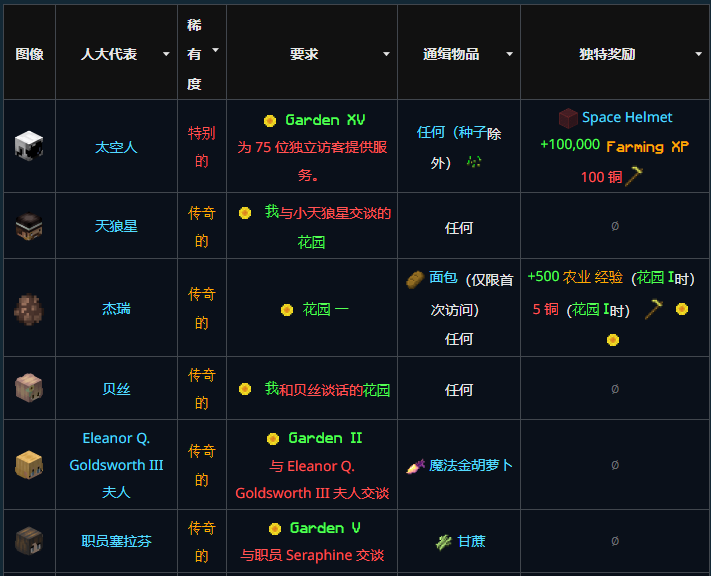 图像
人大代表
稀
有
度
要求
通缉物品
独特奖励
太空人
特别
的
Garden XV
为 75 位独立访客提供服
务。
任何（种子除
外）
Space Helmet
+100,000 Farming XP
100 铜
天狼星
传奇
的
我与小天狼星交谈的
花园
任何
∅
杰瑞
传奇
的
花园 一
面包（仅限首
次访问）
任何
+500 农业 经验（花园 I时）
5 铜（花园 I时）
贝丝
传奇
的
我和贝丝谈话的花园
任何
∅
Eleanor Q.
Goldsworth III
夫人
传奇
的
Garden II
与 Eleanor Q.
Goldsworth III 夫人交谈
魔法金胡萝卜
∅
职员塞拉芬
传奇
的
Garden V
与职员 Seraphine 交谈
甘蔗
∅